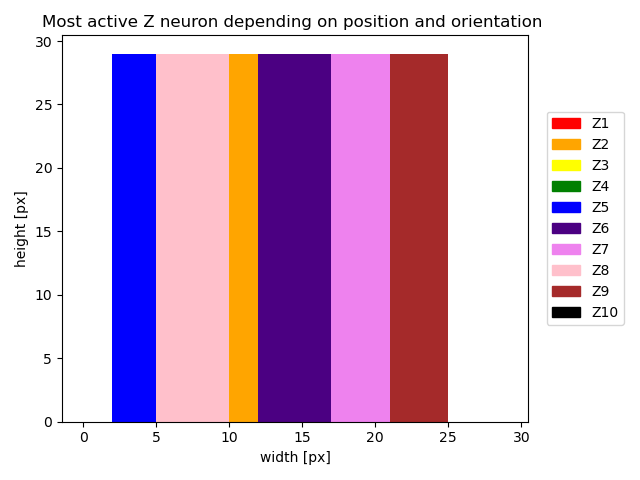 Most active Z neuron depending on position and orientation
30
25
20
15
10
5
0
height [px]
0 5 10 15 20 25 30
width [px]
Z1
Z2
Z3
Z4
Z5
Z6
Z7
Z8
Z9
Z10